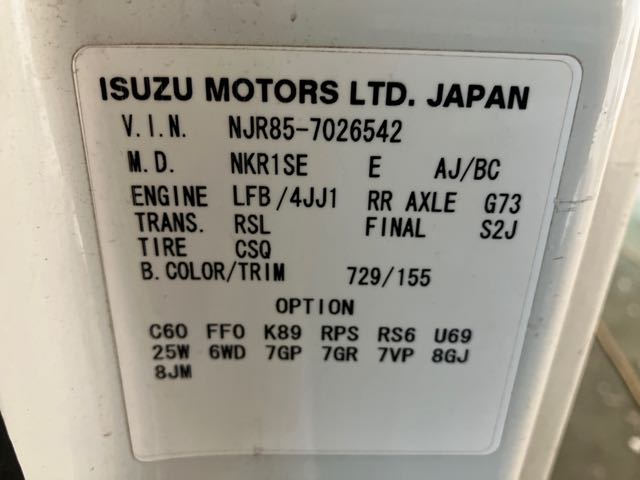 ISUZU MOTORS LTD. JAPAN
V.I.N. NJR85-7026542
M.D. NKR1SE E AJ/BC
ENGINE LFB/4JJ1 RR AXLE G73
TRANS. RSL FINAL S2J
TIRE CSQ
B.COLOR/TRIM 729/155
OPTION
C60 FF0 K89 RPS RS6 U69
25W 6WD 7GP 7GR 7VP 8GJ
8JM